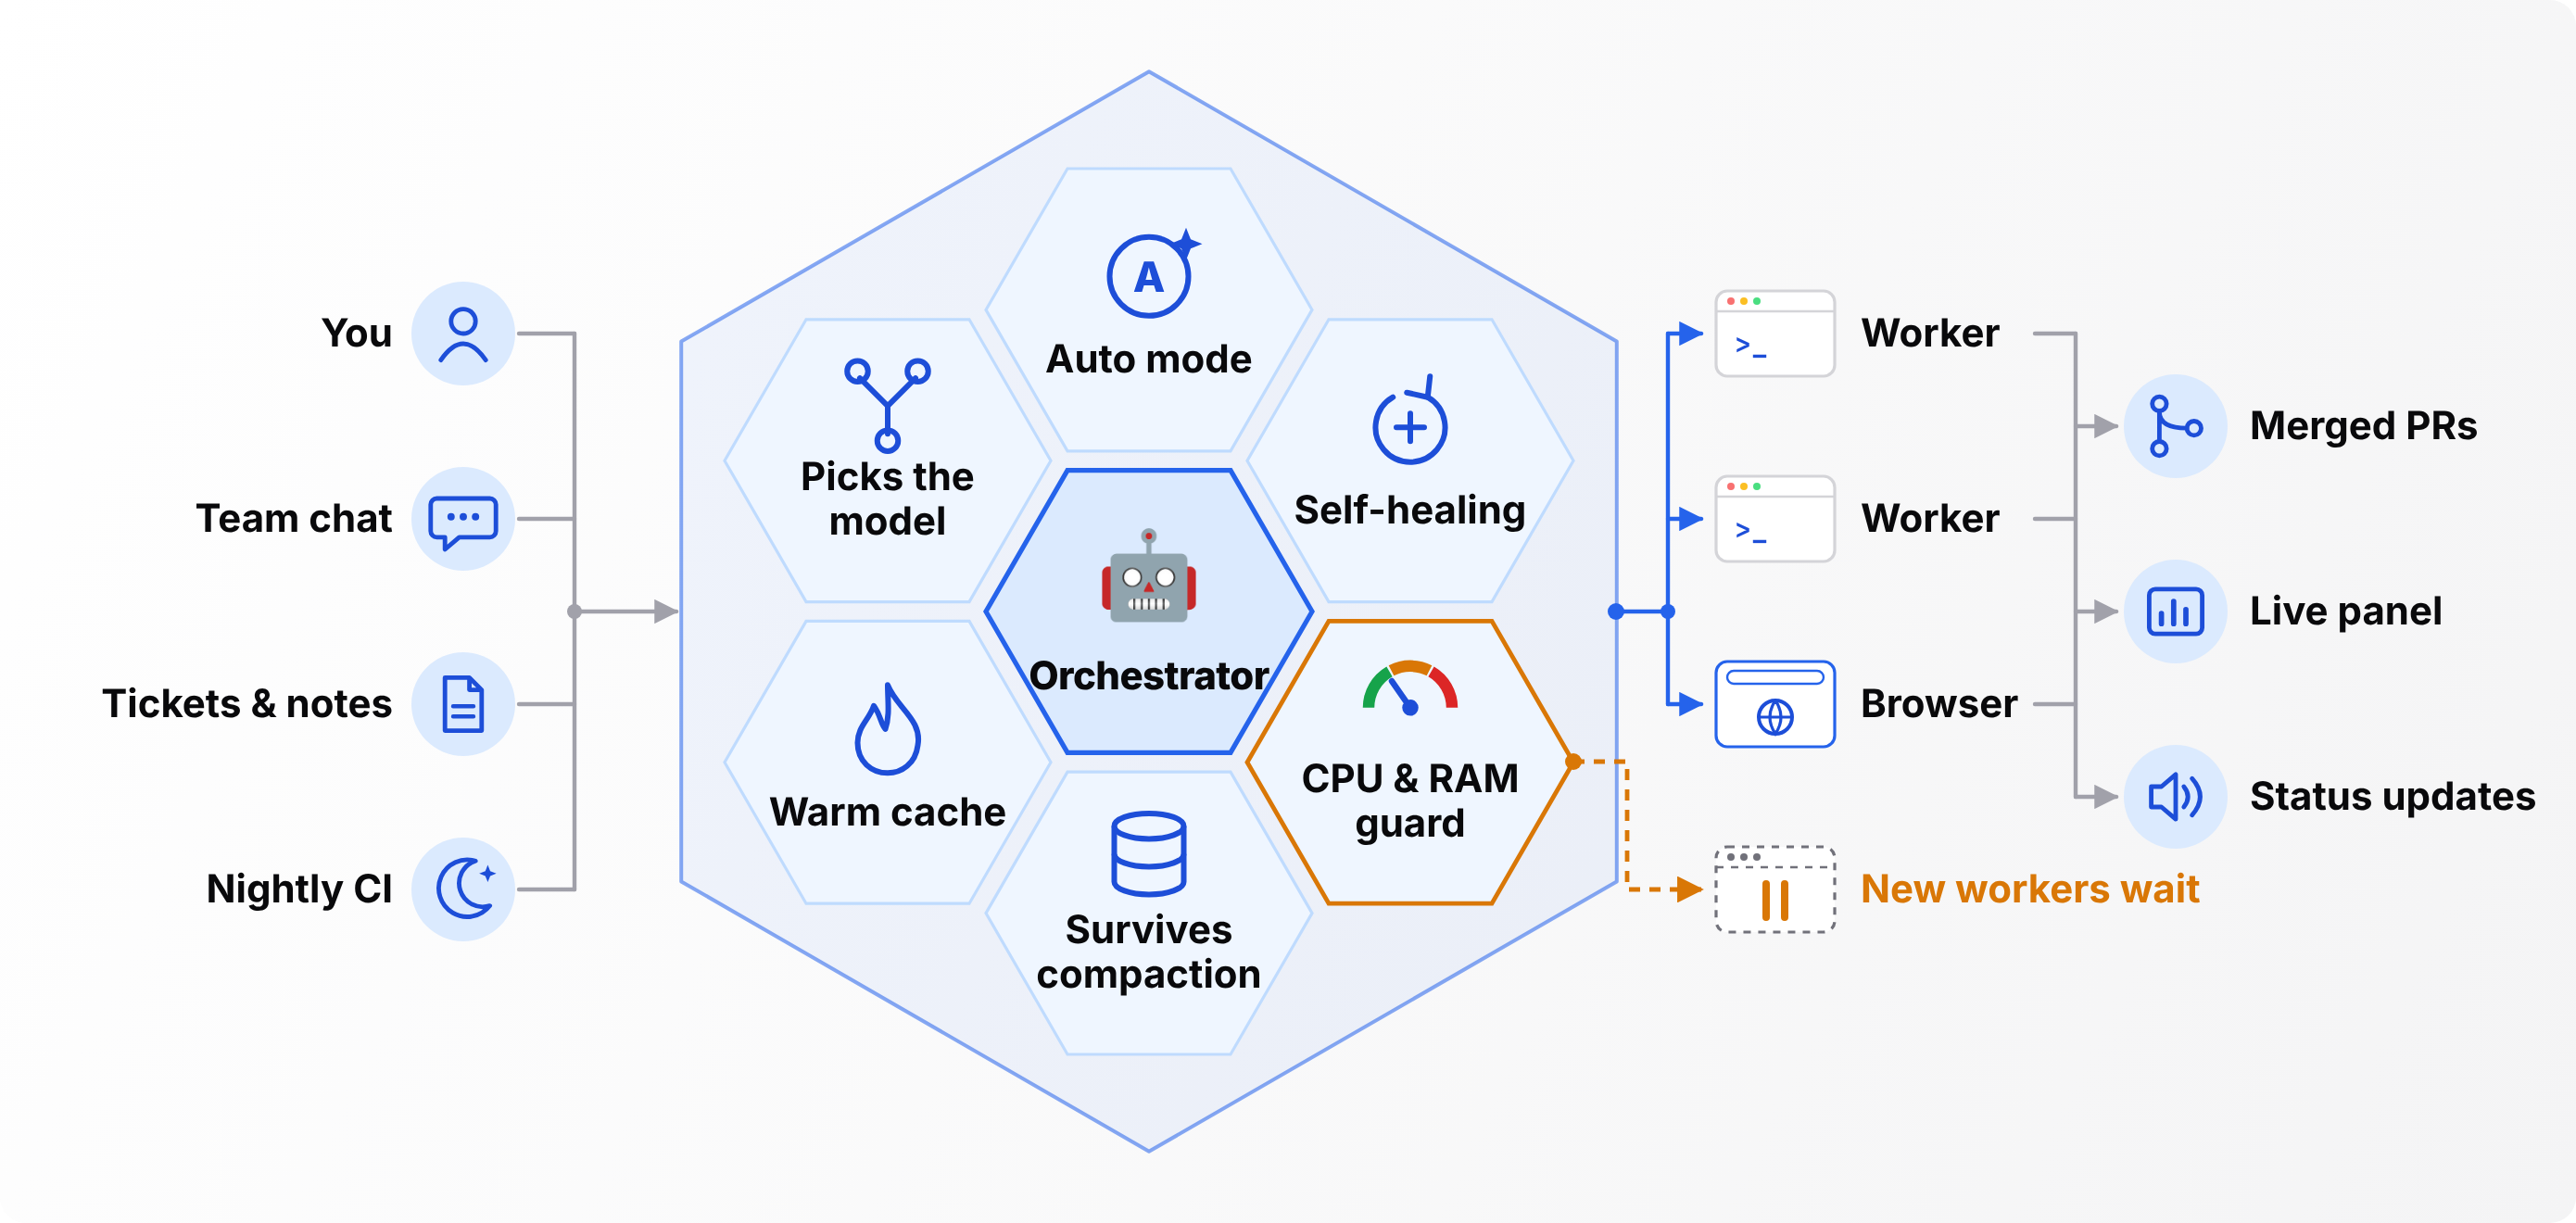 You
Team chat
Tickets & notes
Nightly CI
A
Auto mode
Picks the
model
Self-healing
Orchestrator
Warm cache
CPU & RAM
guard
Survives
compaction
>_
Worker
>_
Worker
Browser
New workers wait
Merged PRs
Live panel
Status updates